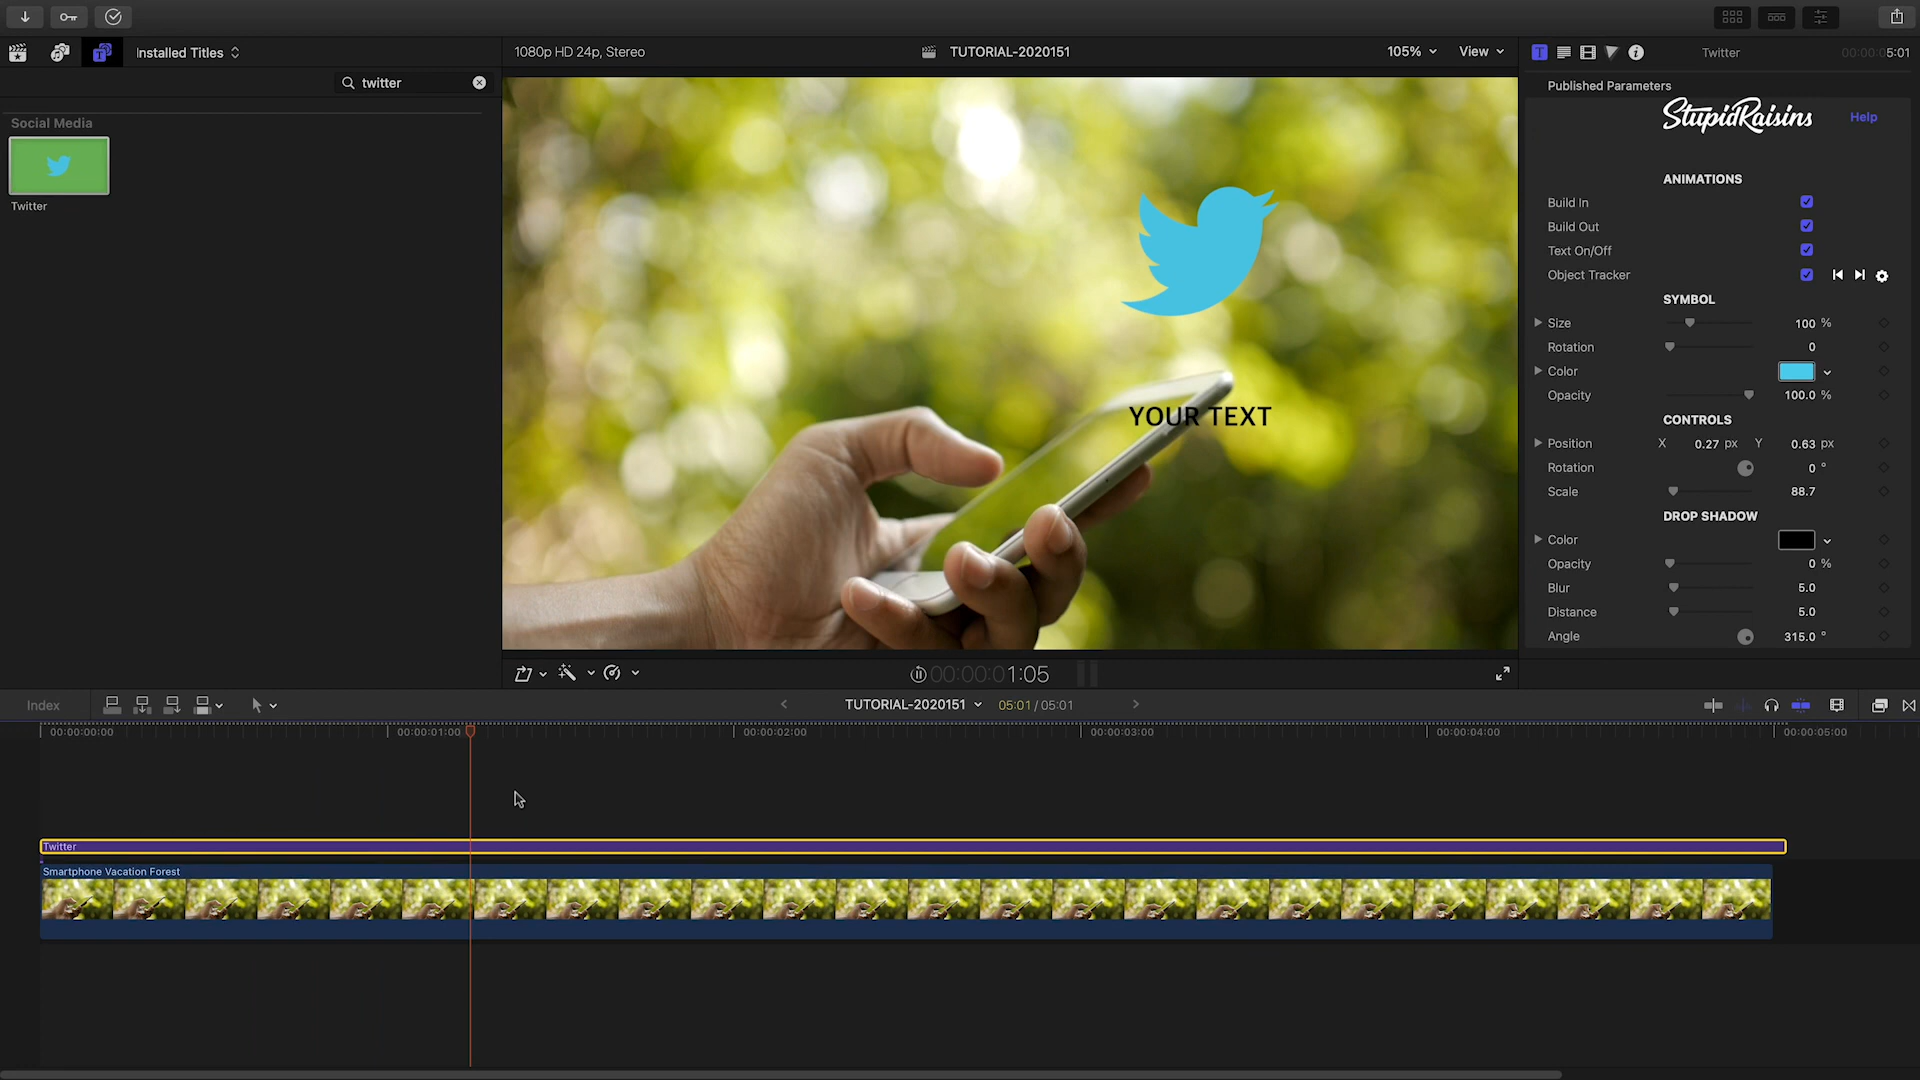 Installed Titles
1080p HD 24p, Stereo
TUTORIAL-2020151
105%
View
Twitter
00:00:05:01
twitter
Social Media
Twitter
Published Parameters
StupidRaisins
Help
ANIMATIONS
Build In
Build Out
Text On/Off
Object Tracker
SYMBOL
Size 100 %
Rotation 0
Color
Opacity 100.0 %
CONTROLS
Position X 0.27 px Y 0.63 px
Rotation 0 °
Scale 88.7
DROP SHADOW
Color
Opacity 0 %
Blur 5.0
Distance 5.0
Angle 315.0 °
YOUR TEXT
00:00:00:01:05
Index
TUTORIAL-2020151
05:01 / 05:01
00:00:00:00
00:00:01:00
00:00:02:00
00:00:03:00
00:00:04:00
00:00:05:00
Twitter
Smartphone Vacation Forest